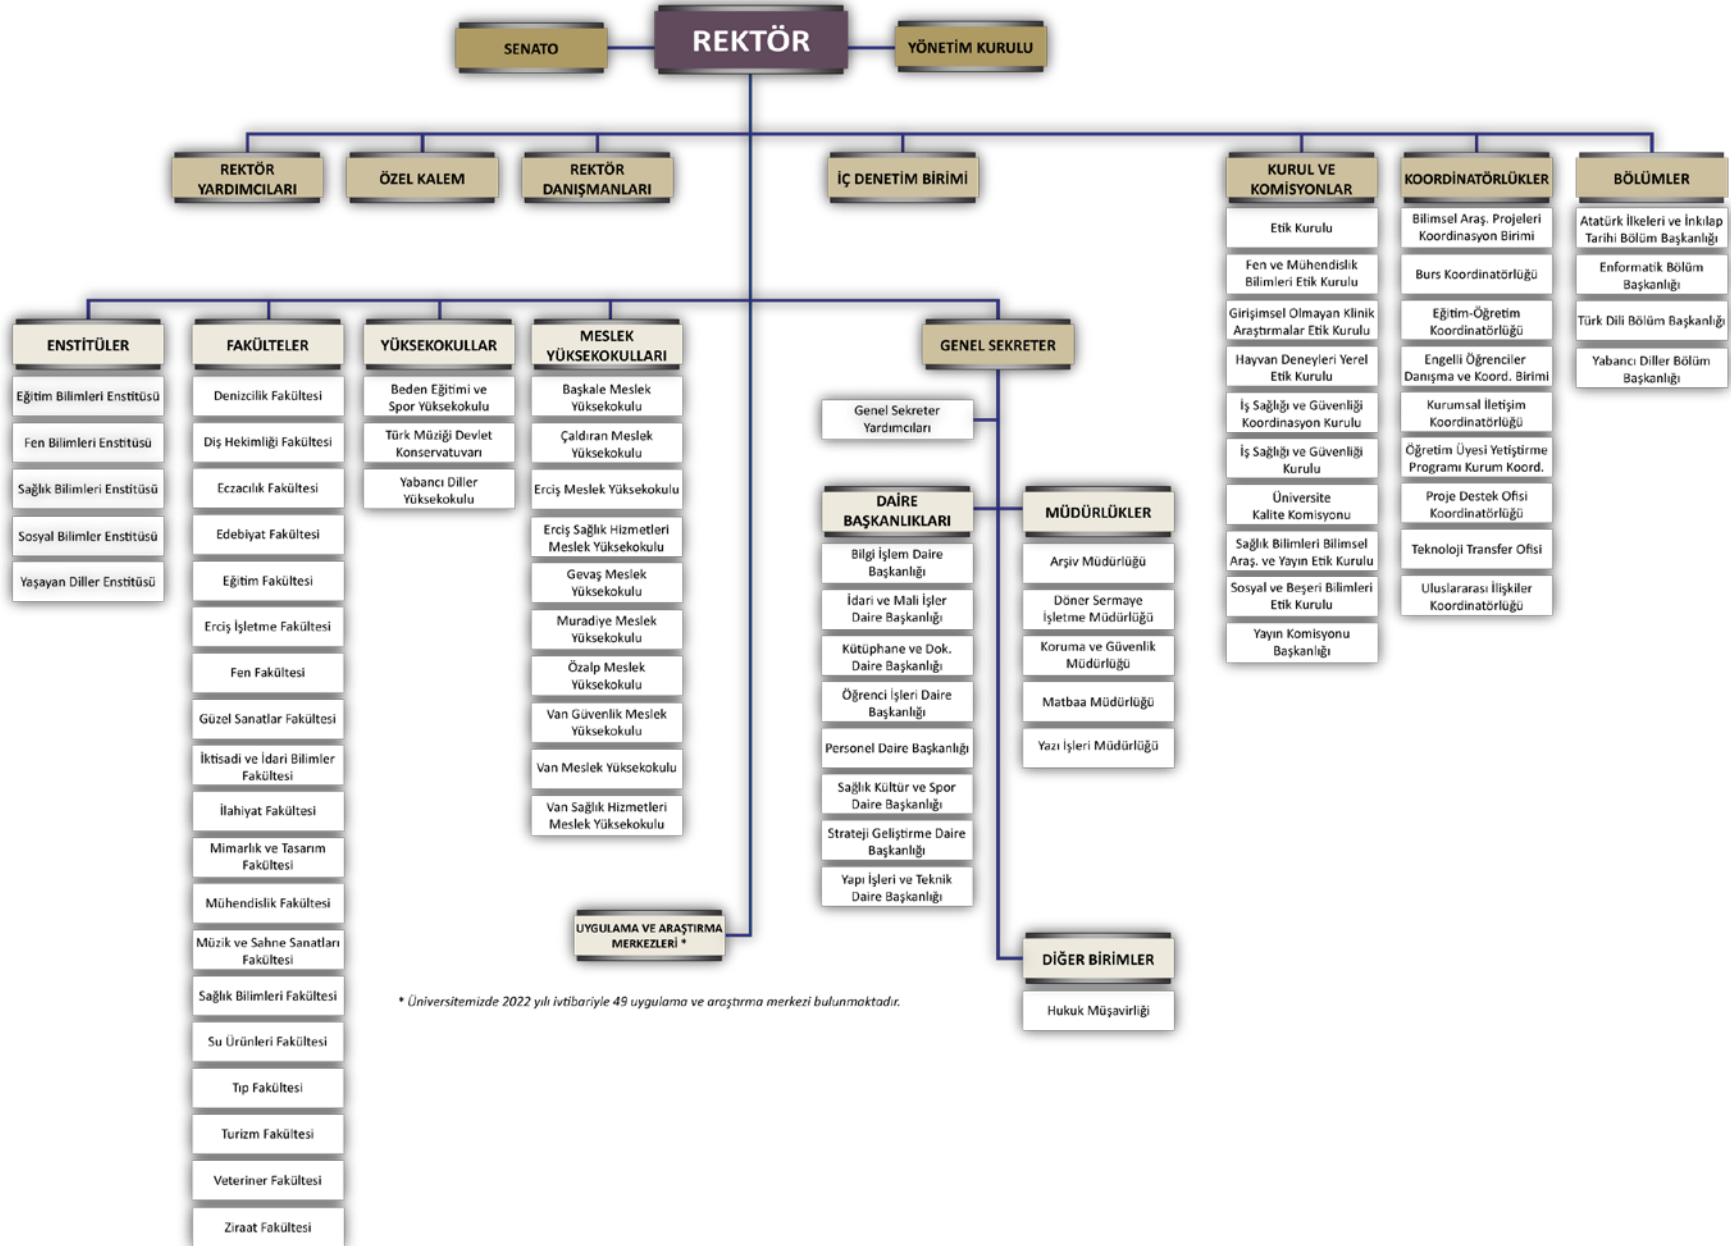 SENATO
REKTÖR
YÖNETİM KURULU
REKTÖR
YARDIMCILARI
ÖZEL KALEM
REKTÖR
DANIŞMANLARI
İÇ DENETİM BİRİMİ
KURUL VE
KOMİSYONLAR
Etik Kurulu
Fen ve Mühendislik
Bilimleri Etik Kurulu
Girişimsel Olmayan Klinik
Araştırmalar Etik Kurulu
Hayvan Deneyleri Yerel
Etik Kurulu
İş Sağlığı ve Güvenliği
Koordinasyon Kurulu
İş Sağlığı ve Güvenliği
Kurulu
Üniversite
Kalite Komisyonu
Sağlık Bilimleri Bilimsel
Araş. ve Yayın Etik Kurulu
Sosyal ve Beşeri Bilimleri
Etik Kurulu
Yayın Komisyonu
Başkanlığı
KOORDİNATÖRLÜKLER
Bilimsel Araş. Projeleri
Koordinasyon Birimi
Burs Koordinatörlüğü
Eğitim-Öğretim
Koordinatörlüğü
Engelli Öğrenciler
Danışma ve Koord. Birimi
Kurumsal İletişim
Koordinatörlüğü
Öğretim Üyesi Yetiştirme
Programı Kurum Koord.
Proje Destek Ofisi
Koordinatörlüğü
Teknoloji Transfer Ofisi
Uluslararası İlişkiler
Koordinatörlüğü
BÖLÜMLER
Atatürk İlkeleri ve İnkılap
Tarihi Bölüm Başkanlığı
Enformatik Bölüm
Başkanlığı
Türk Dili Bölüm Başkanlığı
Yabancı Diller Bölüm
Başkanlığı
ENSTİTÜLER
Eğitim Bilimleri Enstitüsü
Fen Bilimleri Enstitüsü
Sağlık Bilimleri Enstitüsü
Sosyal Bilimler Enstitüsü
Yaşayan Diller Enstitüsü
FAKÜLTELER
Denizcilik Fakültesi
Diş Hekimliği Fakültesi
Eczacılık Fakültesi
Edebiyat Fakültesi
Eğitim Fakültesi
Erciş İşletme Fakültesi
Fen Fakültesi
Güzel Sanatlar Fakültesi
İktisadi ve İdari Bilimler
Fakültesi
İlahiyat Fakültesi
Mimarlık ve Tasarım
Fakültesi
Mühendislik Fakültesi
Müzik ve Sahne Sanatları
Fakültesi
Sağlık Bilimleri Fakültesi
Su Ürünleri Fakültesi
Tıp Fakültesi
Turizm Fakültesi
Veteriner Fakültesi
Ziraat Fakültesi
YÜKSEKOKULLAR
Beden Eğitimi ve
Spor Yüksekokulu
Türk Müziği Devlet
Konservatuvarı
Yabancı Diller
Yüksekokulu
MESLEK
YÜKSEKOKULLARI
Başkale Meslek
Yüksekokulu
Çaldıran Meslek
Yüksekokulu
Erciş Meslek Yüksekokulu
Erciş Sağlık Hizmetleri
Meslek Yüksekokulu
Gevaş Meslek
Yüksekokulu
Muradiye Meslek
Yüksekokulu
Özalp Meslek
Yüksekokulu
Van Güvenlik Meslek
Yüksekokulu
Van Meslek Yüksekokulu
Van Sağlık Hizmetleri
Meslek Yüksekokulu
GENEL SEKRETER
Genel Sekreter
Yardımcıları
DAİRE
BAŞKANLIKLARI
Bilgi İşlem Daire
Başkanlığı
İdari ve Mali İşler
Daire Başkanlığı
Kütüphane ve Dok.
Daire Başkanlığı
Öğrenci İşleri Daire
Başkanlığı
Personel Daire Başkanlığı
Sağlık Kültür ve Spor
Daire Başkanlığı
Strateji Geliştirme Daire
Başkanlığı
Yapı İşleri ve Teknik
Daire Başkanlığı
MÜDÜRLÜKLER
Arşiv Müdürlüğü
Döner Sermaye
İşletme Müdürlüğü
Koruma ve Güvenlik
Müdürlüğü
Matbaa Müdürlüğü
Yazı İşleri Müdürlüğü
UYGULAMA VE ARAŞTIRMA
MERKEZLERİ *
DİĞER BİRİMLER
Hukuk Müşavirliği
* Üniversitemizde 2022 yılı ivtibariyle 49 uygulama ve araştırma merkezi bulunmaktadır.